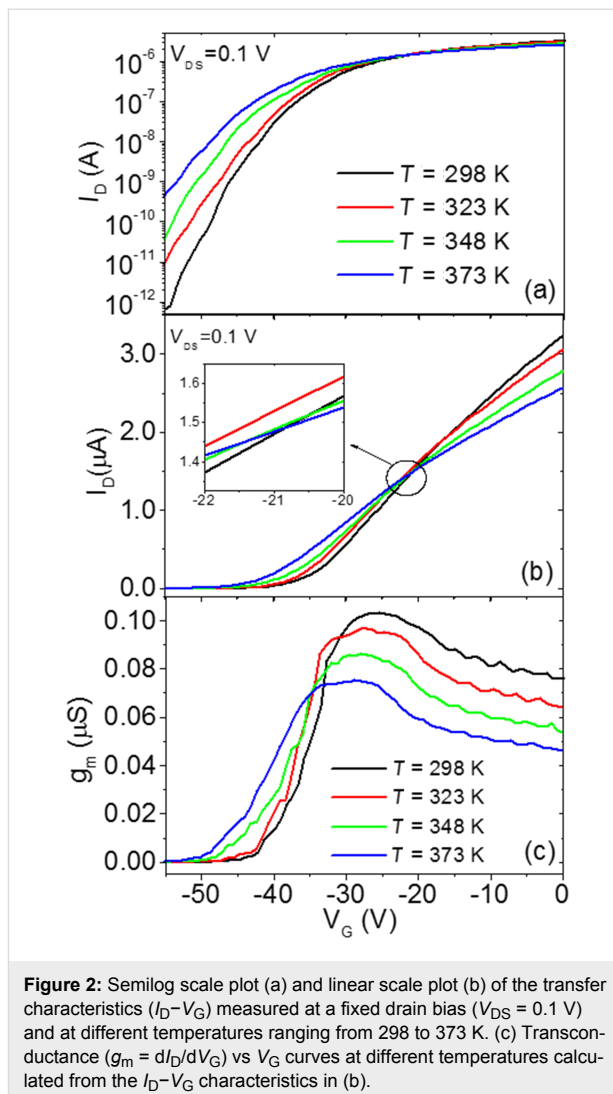 V_DS=0.1 V
10^-6
10^-7
10^-8
10^-9
10^-10
10^-11
10^-12
I_D (A)
T = 298 K
T = 323 K
T = 348 K
T = 373 K
(a)
V_DS=0.1 V
3.0
2.0
1.0
0.0
I_D(μA)
1.6
1.5
1.4
-22 -21 -20
(b)
0.10
0.08
0.06
0.04
0.02
0.00
g_m (μS)
T = 298 K
T = 323 K
T = 348 K
T = 373 K
(c)
-50 -40 -30 -20 -10 0
V_G (V)
Figure 2: Semilog scale plot (a) and linear scale plot (b) of the transfer
characteristics (I_D−V_G) measured at a fixed drain bias (V_DS = 0.1 V)
and at different temperatures ranging from 298 to 373 K. (c) Transcon-
ductance (g_m = dI_D/dV_G) vs V_G curves at different temperatures calcu-
lated from the I_D−V_G characteristics in (b).